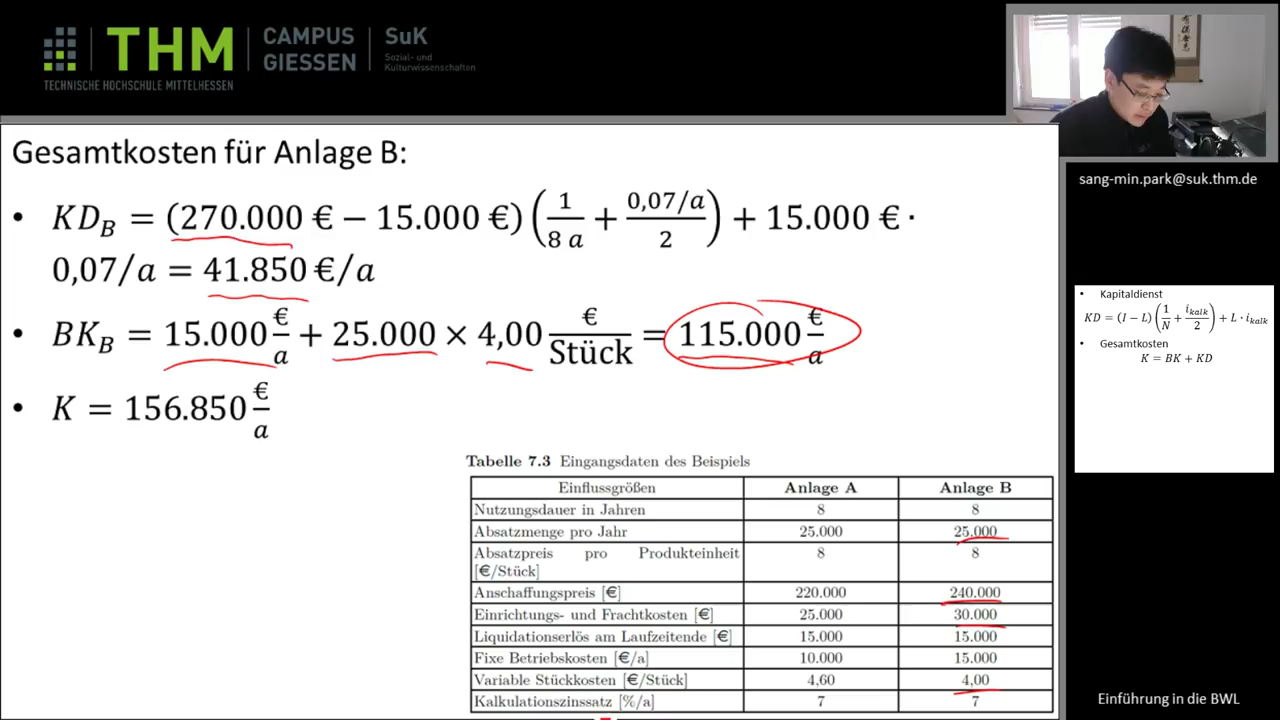 THM
TECHNISCHE HOCHSCHULE MITTELHESSEN
CAMPUS
GIESSEN
SuK
Sozial- und
Kulturwissenschaften
sang-min.park@suk.thm.de
Gesamtkosten für Anlage B:
• KD_B = (270.000 € − 15.000 €) (1/(8 a) + (0,07/a)/2) + 15.000 € ·
0,07/a = 41.850 €/a
• BK_B = 15.000 €/a + 25.000 × 4,00 €/Stück = 115.000 €/a
• K = 156.850 €/a
Tabelle 7.3 Eingangsdaten des Beispiels
Einflussgrößen Anlage A Anlage B
Nutzungsdauer in Jahren 8 8
Absatzmenge pro Jahr 25.000 25.000
Absatzpreis pro Produkteinheit 8 8
[€/Stück]
Anschaffungspreis [€] 220.000 240.000
Einrichtungs- und Frachtkosten [€] 25.000 30.000
Liquidationserlös am Laufzeitende [€] 15.000 15.000
Fixe Betriebskosten [€/a] 10.000 15.000
Variable Stückkosten [€/Stück] 4,60 4,00
Kalkulationszinssatz [%/a] 7 7
• Kapitaldienst
KD = (I − L) (1/N + i_kalk/2) + L · i_kalk
• Gesamtkosten
K = BK + KD
Einführung in die BWL